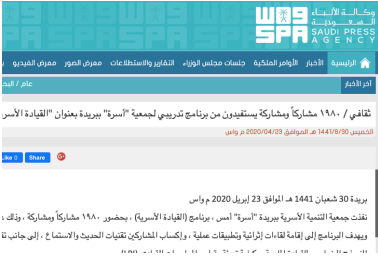 وكالة الأنباء السعودية
SAUDI PRESS AGENCY
واس SPA
الرئيسية الأخبار الأوامر الملكية جلسات مجلس الوزراء التقارير والاستطلاعات معرض الصور معرض الفيديو
آخر الأخبار عام /
ثقافي / ١٩٨٠ مشاركاً ومشاركة يستفيدون من برنامج تدريبي لجمعية "أسرة" ببريدة بعنوان "القيادة
الخميس 1441/8/30 هـ الموافق 2020/04/23 م واس
Like 0 Share
بريدة 30 شعبان 1441 هـ الموافق 23 إبريل 2020 م واس
نفذت جمعية التنمية الأسرية ببريدة "أسرة" أمس ، برنامج (القيادة الأسرية) ، بحضور ١٩٨٠ مشاركاً ومشاركة ، وذلك
ويهدف البرنامج إلى إقامة لقاءات إثرائية وتطبيقات عملية ، وإكساب المشاركين تقنيات الحديث والاستماع ، إلى جانب